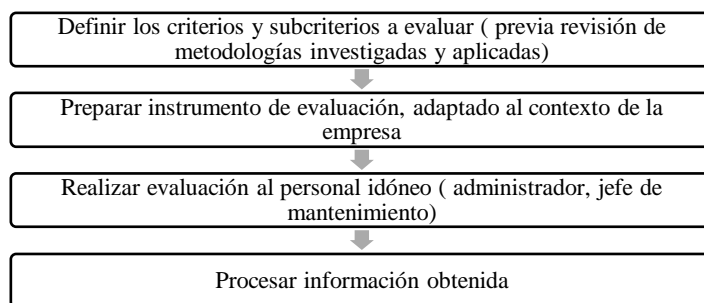 Definir los criterios y subcriterios a evaluar ( previa revisión de
metodologías investigadas y aplicadas)
Preparar instrumento de evaluación, adaptado al contexto de la
empresa
Realizar evaluación al personal idóneo ( administrador, jefe de
mantenimiento)
Procesar información obtenida